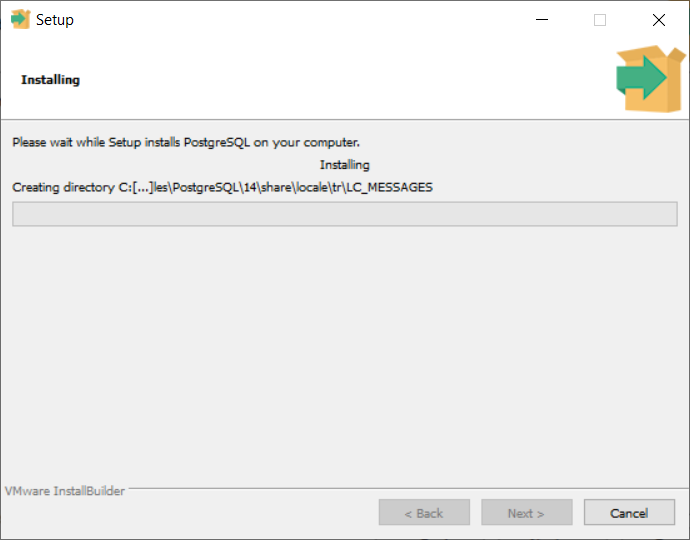 Setup
Installing
Please wait while Setup installs PostgreSQL on your computer.
Installing
Creating directory C:[...]les\PostgreSQL\14\share\locale\tr\LC_MESSAGES
VMware InstallBuilder
< Back
Next >
Cancel